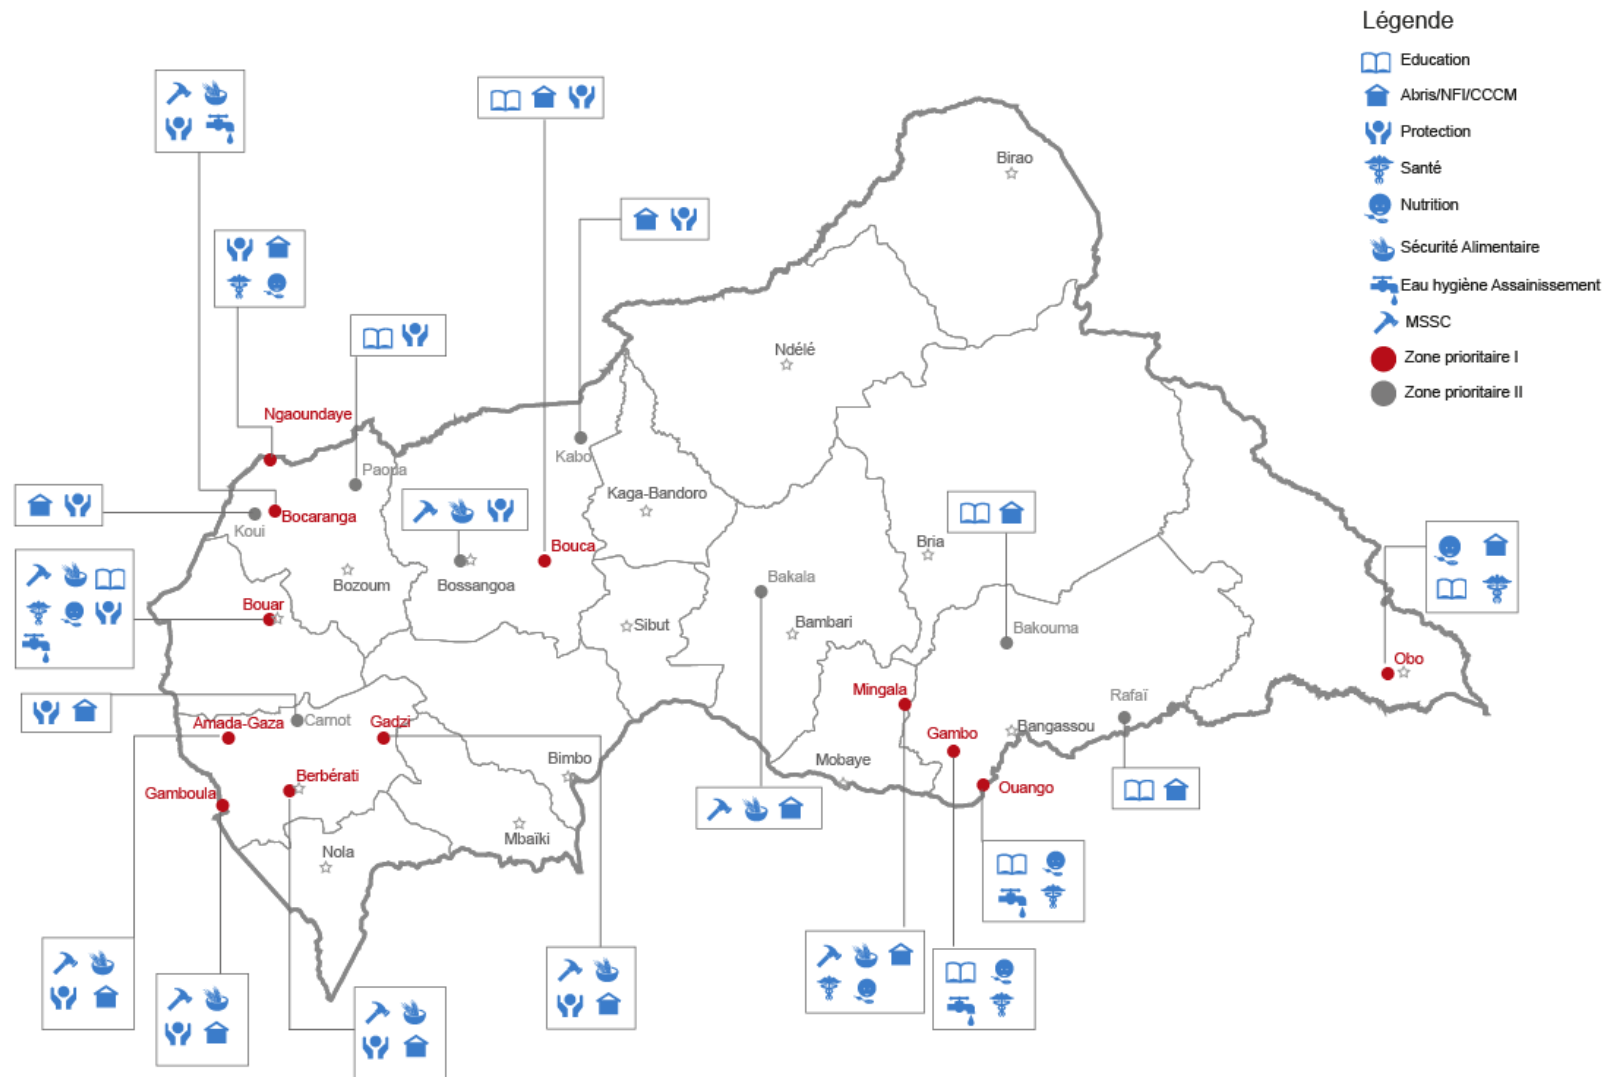 Légende
Education
Abris/NFI/CCCM
Protection
Santé
Nutrition
Sécurité Alimentaire
Eau hygiène Assainissement
MSSC
Zone prioritaire I
Zone prioritaire II
Birao
Ndélé
Ngaoundaye
Paoua
Kabo
Kaga-Bandoro
Koui
Bocaranga
Bouca
Bria
Bozoum
Bossangoa
Bakala
Bouar
Sibut
Bambari
Bakouma
Obo
Mingala
Rafaï
Amada-Gaza
Carnot
Gadzi
Gambo
Bangassou
Bimbo
Mobaye
Berbérati
Gamboula
Ouango
Mbaïki
Nola